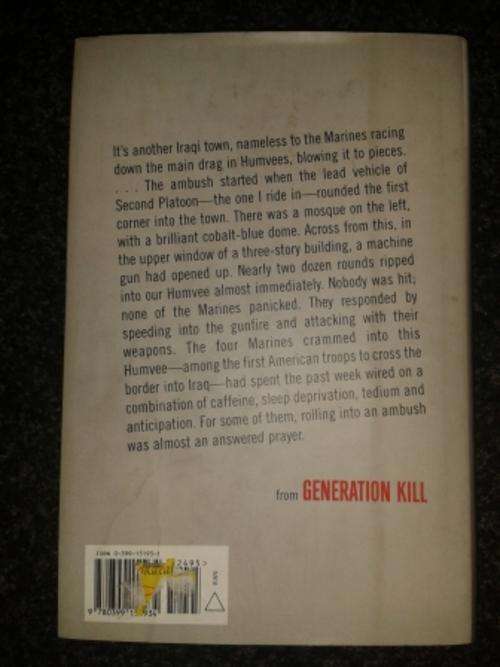 It's another Iraqi town, nameless to the Marines racing
down the main drag in Humvees, blowing it to pieces.
. . . The ambush started when the lead vehicle of
Second Platoon—the one I ride in—rounded the first
corner into the town. There was a mosque on the left,
with a brilliant cobalt-blue dome. Across from this, in
the upper window of a three-story building, a machine
gun had opened up. Nearly two dozen rounds ripped
into our Humvee almost immediately. Nobody was hit;
none of the Marines panicked. They responded by
speeding into the gunfire and attacking with their
weapons. The four Marines crammed into this
Humvee—among the first American troops to cross the
border into Iraq—had spent the past week wired on a
combination of caffeine, sleep deprivation, tedium and
anticipation. For some of them, rolling into an ambush
was almost an answered prayer.
from GENERATION KILL
ISBN 0-399-15193-1